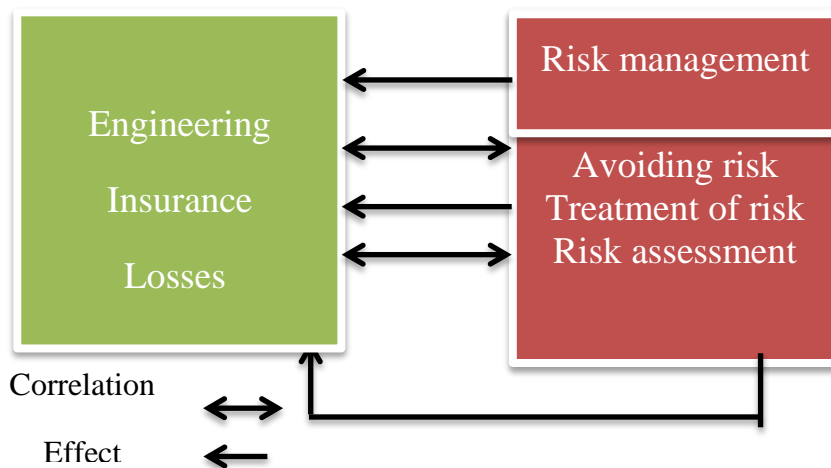 Engineering
Insurance
Losses
Risk management
Avoiding risk
Treatment of risk
Risk assessment
Correlation
Effect